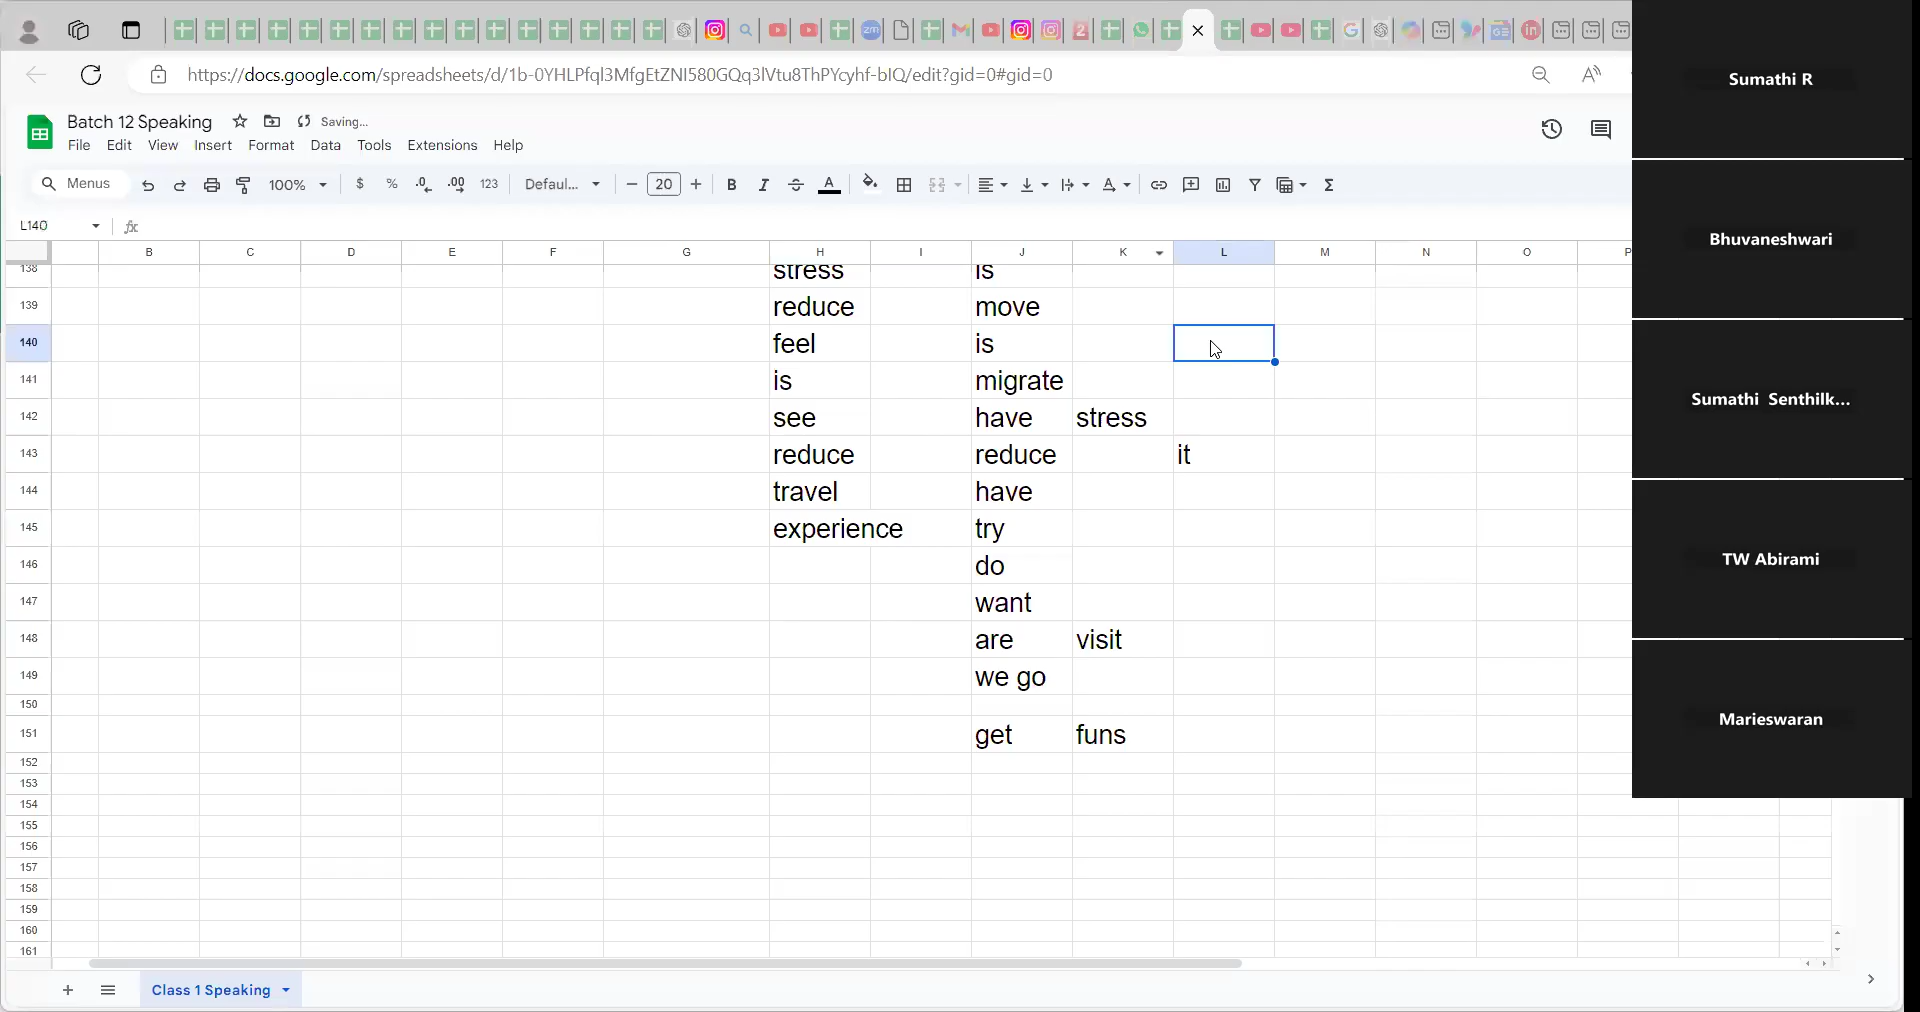 https://docs.google.com/spreadsheets/d/1b-0YHLPfql3MfgEtZNI580GQq3lVtu8ThPYcyhf-bIQ/edit?gid=0#gid=0
Sumathi R
Batch 12 Speaking Saving...
File Edit View Insert Format Data Tools Extensions Help
Menus 100% $ % .0 .00 123 Defaul... 20 B I A
L140 fx
B C D E F G H I J K L M N O P
138 stress is
139 reduce move
140 feel is
141 is migrate
142 see have stress
143 reduce reduce it
144 travel have
145 experience try
146 do
147 want
148 are visit
149 we go
150
151 get funs
152
153
154
155
156
157
158
159
160
161
Class 1 Speaking
Bhuvaneshwari
Sumathi Senthilk...
TW Abirami
Marieswaran